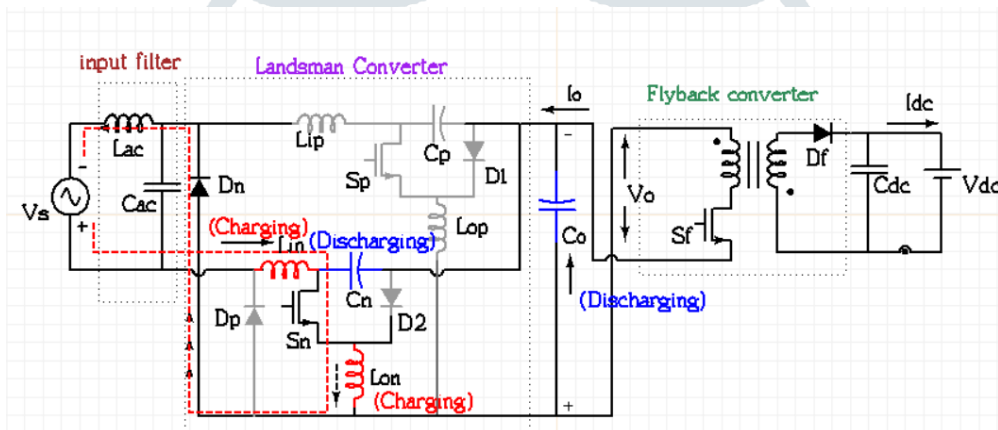 input filter
Landsman Converter
Io
Flyback converter
Idc
Lac
Lip
Cp
Sp
D1
Df
Vs
Cac
Dn
Lop
Vo
Cdc
Vdc
Co
Sf
(Charging)
Lin
(Discharging)
Cn
D2
Dp
Sn
(Discharging)
Lon
(Charging)